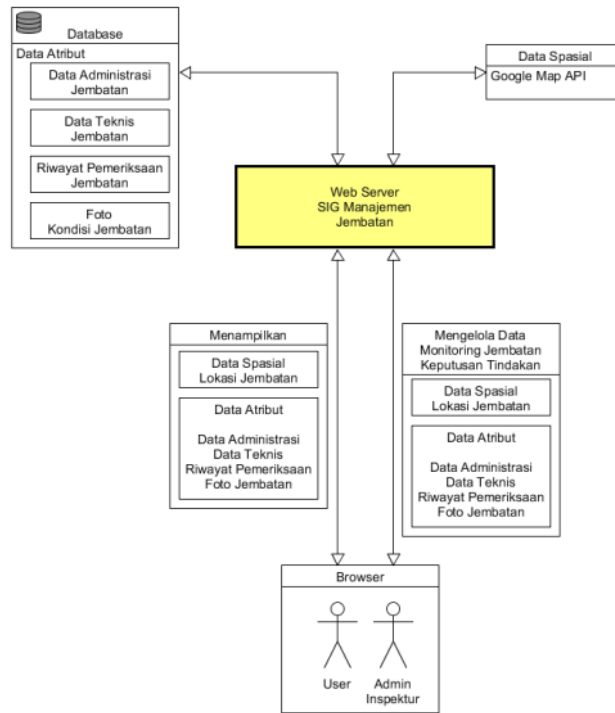 Database
Data Atribut
Data Administrasi
Jembatan
Data Teknis
Jembatan
Riwayat Pemeriksaan
Jembatan
Foto
Kondisi Jembatan
Data Spasial
Google Map API
Web Server
SIG Manajemen
Jembatan
Menampilkan
Data Spasial
Lokasi Jembatan
Data Atribut
Data Administrasi
Data Teknis
Riwayat Pemeriksaan
Foto Jembatan
Mengelola Data
Monitoring Jembatan
Keputusan Tindakan
Data Spasial
Lokasi Jembatan
Data Atribut
Data Administrasi
Data Teknis
Riwayat Pemeriksaan
Foto Jembatan
Browser
User
Admin
Inspektur